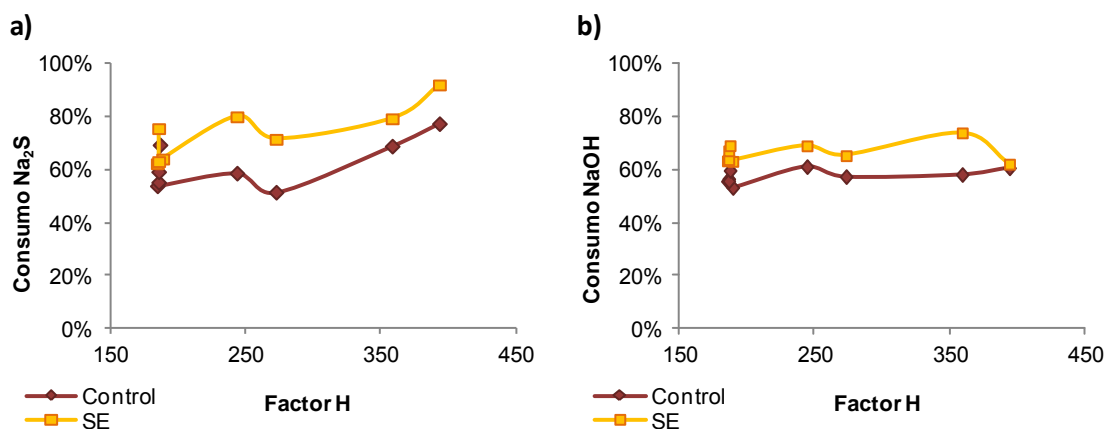 a)
Consumo Na₂S
100%
80%
60%
40%
20%
0%
150 250 350 450
Factor H
Control
SE
b)
Consumo NaOH
100%
80%
60%
40%
20%
0%
150 250 350 450
Factor H
Control
SE